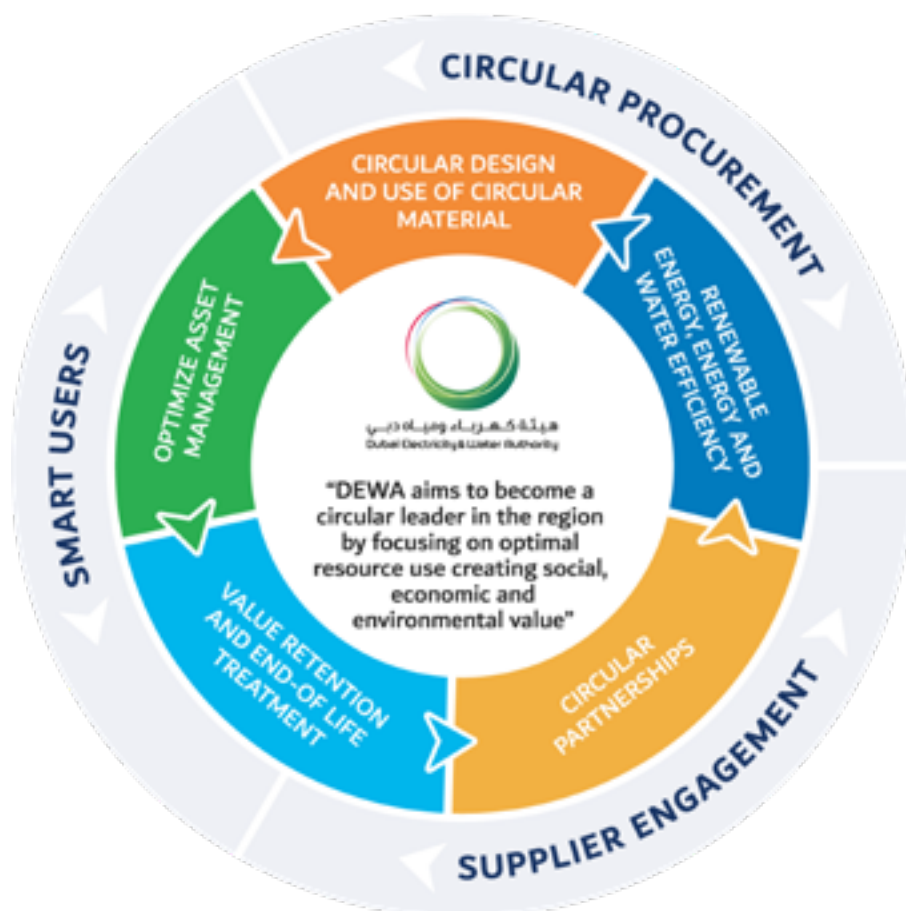 CIRCULAR PROCUREMENT
CIRCULAR DESIGN
AND USE OF CIRCULAR
MATERIAL
RENEWABLE
ENERGY, ENERGY AND
WATER EFFICIENCY
OPTIMIZE ASSET
MANAGEMENT
SMART USERS
هيئة كهرباء ومياه دبي
Dubai Electricity & Water Authority
“DEWA aims to become a
circular leader in the region
by focusing on optimal
resource use creating social,
economic and
environmental value”
VALUE RETENTION
AND END-OF LIFE
TREATMENT
CIRCULAR
PARTNERSHIPS
SUPPLIER ENGAGEMENT